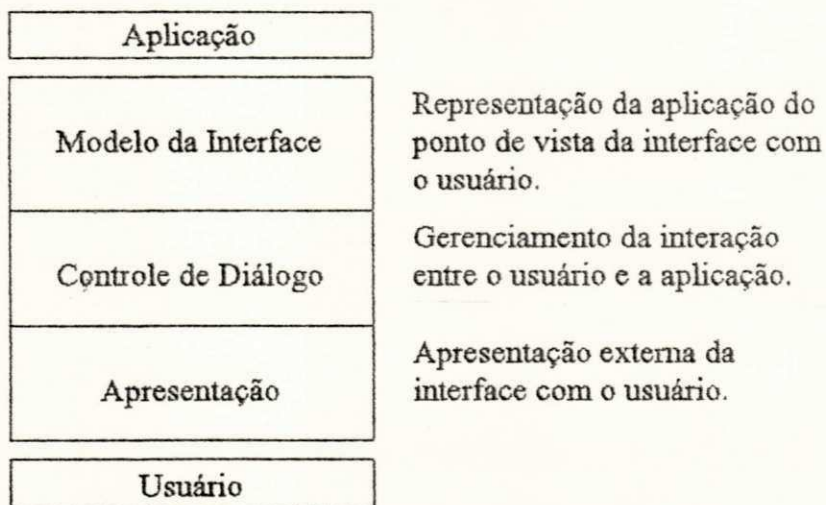 Aplicação
Modelo da Interface
Representação da aplicação do
ponto de vista da interface com
o usuário.
Controle de Diálogo
Gerenciamento da interação
entre o usuário e a aplicação.
Apresentação
Apresentação externa da
interface com o usuário.
Usuário